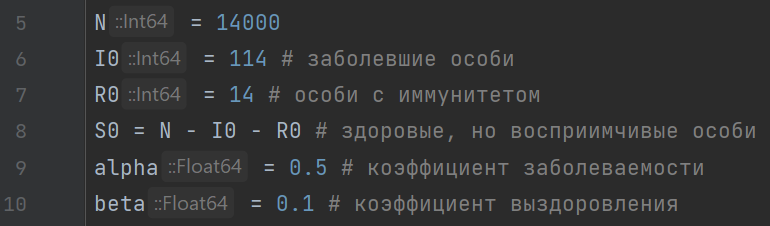 5 N ::Int64 = 14000
6 I0 ::Int64 = 114 # заболевшие особи
7 R0 ::Int64 = 14 # особи с иммунитетом
8 S0 = N - I0 - R0 # здоровые, но восприимчивые особи
9 alpha ::Float64 = 0.5 # коэффициент заболеваемости
10 beta ::Float64 = 0.1 # коэффициент выздоровления